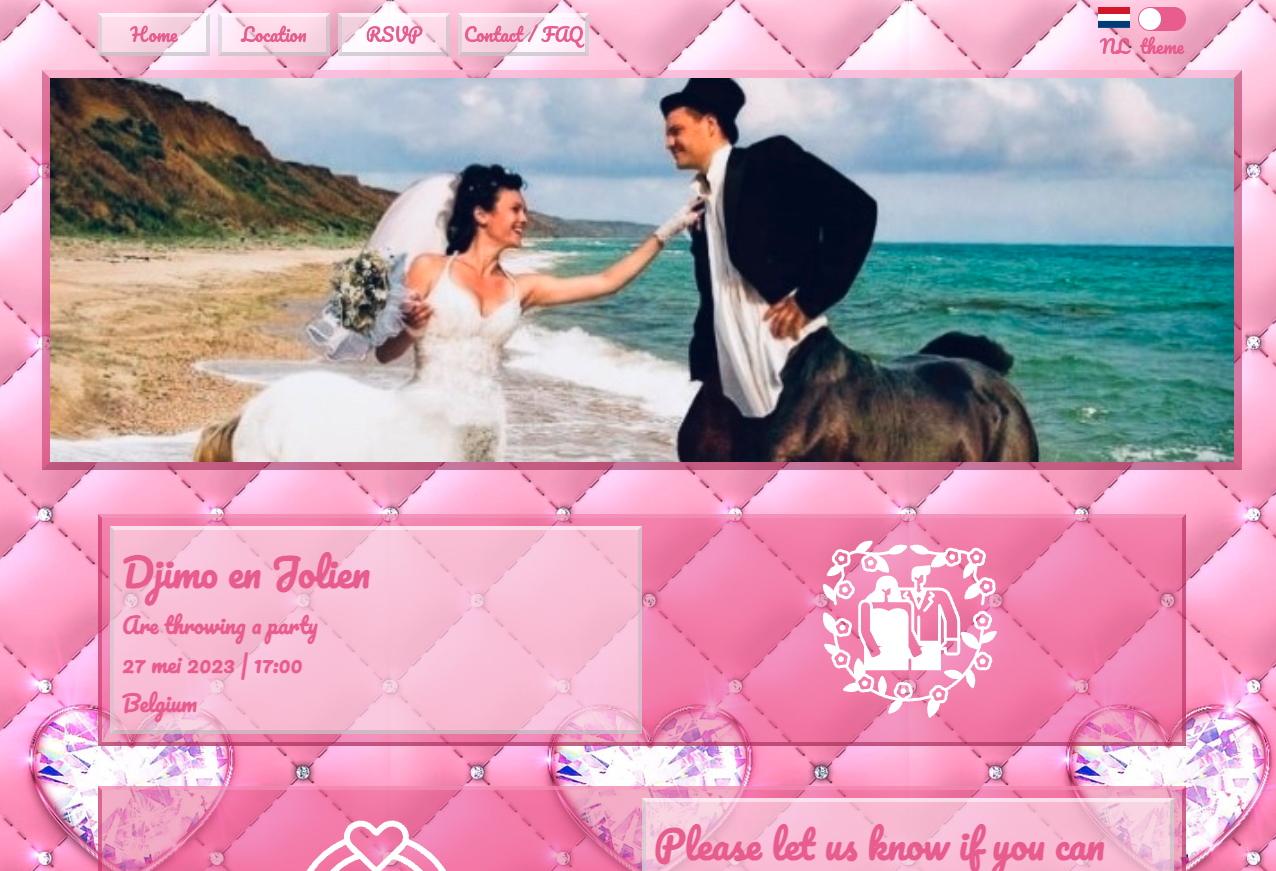 Home
Location
RSVP
Contact / FAQ
NL
theme
Djimo en Jolien
Are throwing a party
27 mei 2023 | 17:00
Belgium
Please let us know if you can